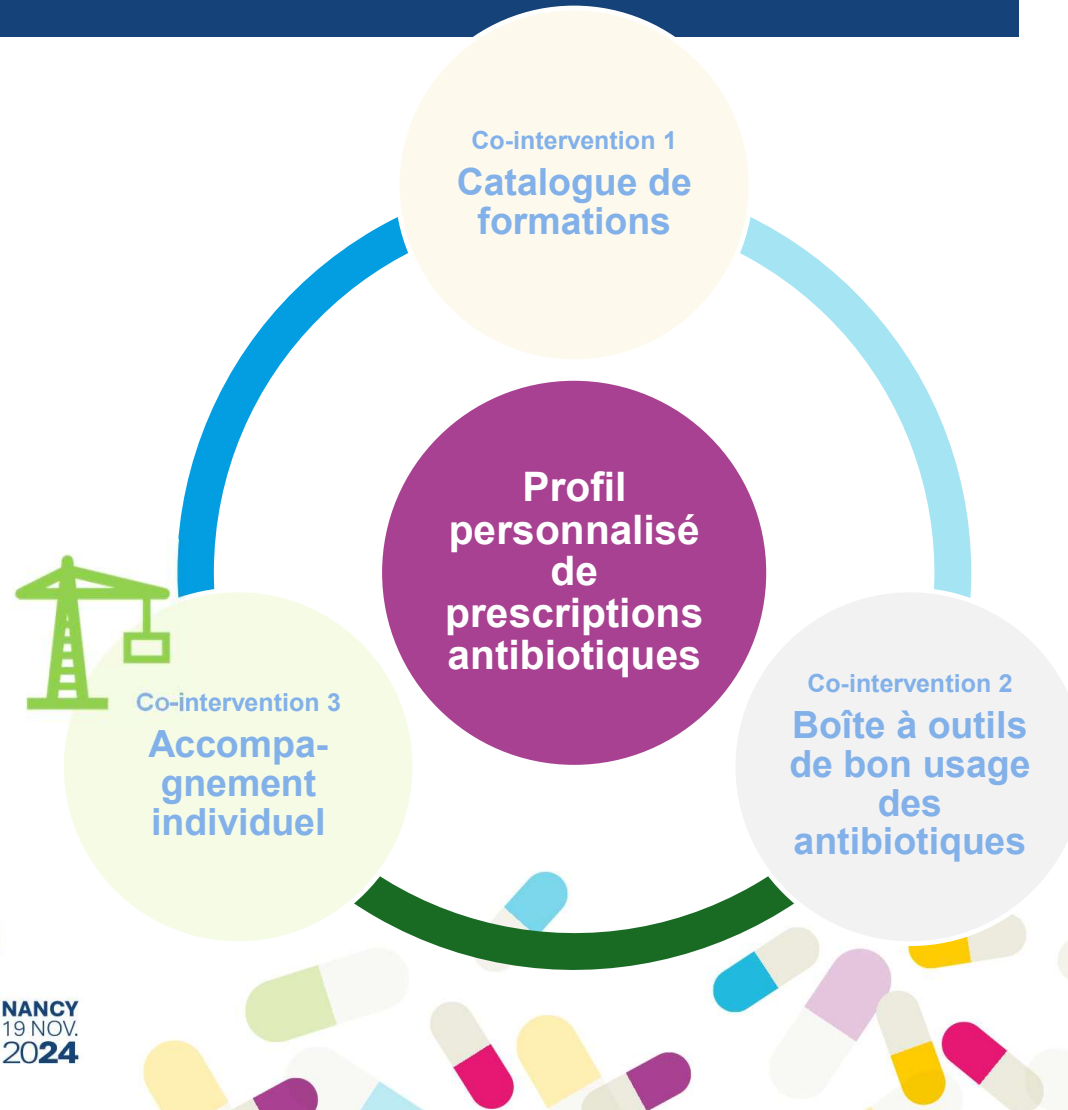 Co-intervention 1
Catalogue de
formations
Profil
personnalisé
de
prescriptions
antibiotiques
Co-intervention 2
Boîte à outils
de bon usage
des
antibiotiques
Co-intervention 3
Accompa-
gnement
individuel
NANCY
19 NOV.
2024